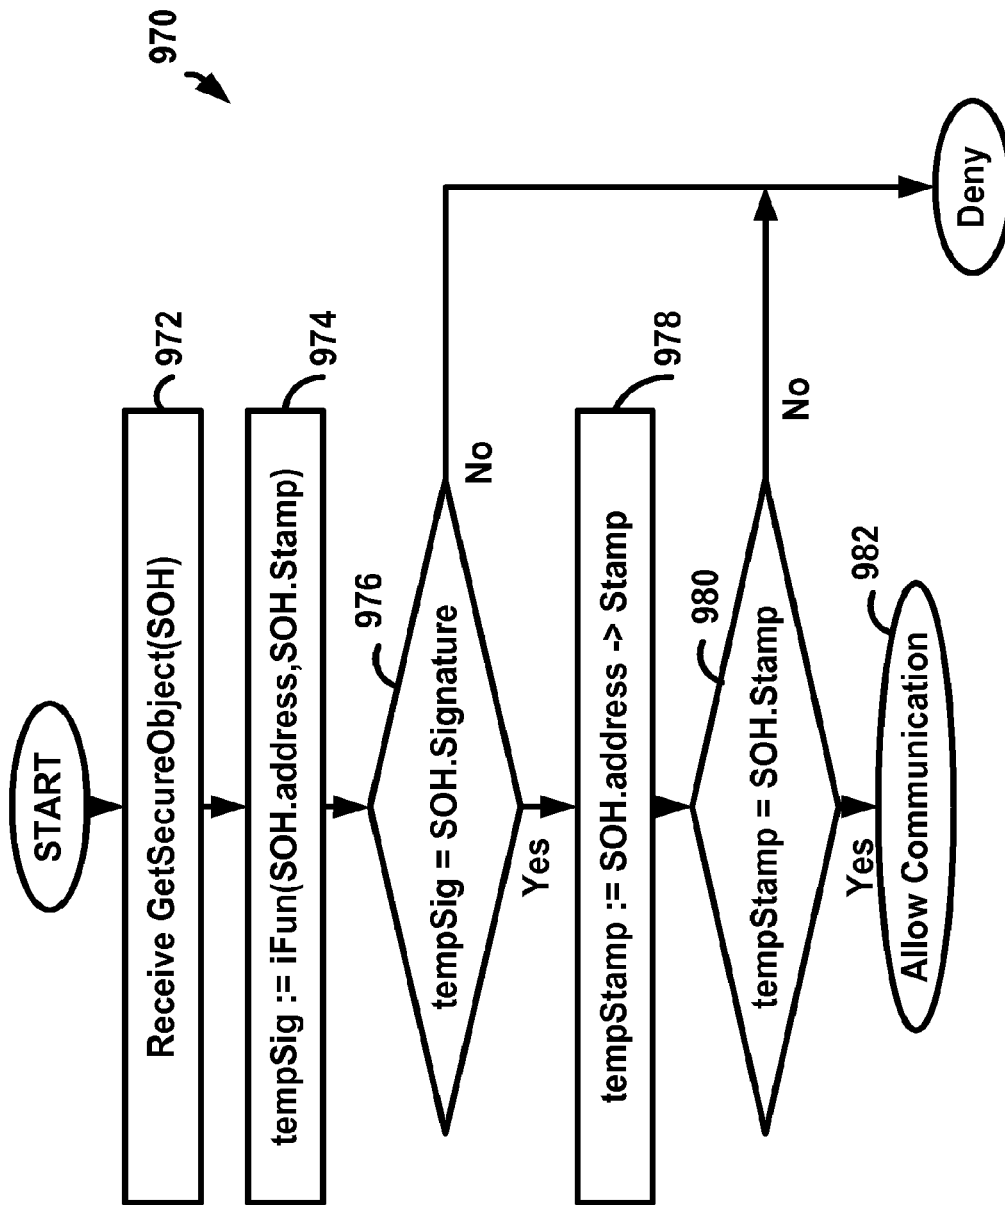 970
START
Receive GetSecureObject(SOH)
972
tempSig := iFun(SOH.address,SOH.Stamp)
974
tempSig = SOH.Signature
976
No
Yes
tempStamp := SOH.address -> Stamp
978
tempStamp = SOH.Stamp
980
No
Yes
Allow Communication
982
Deny